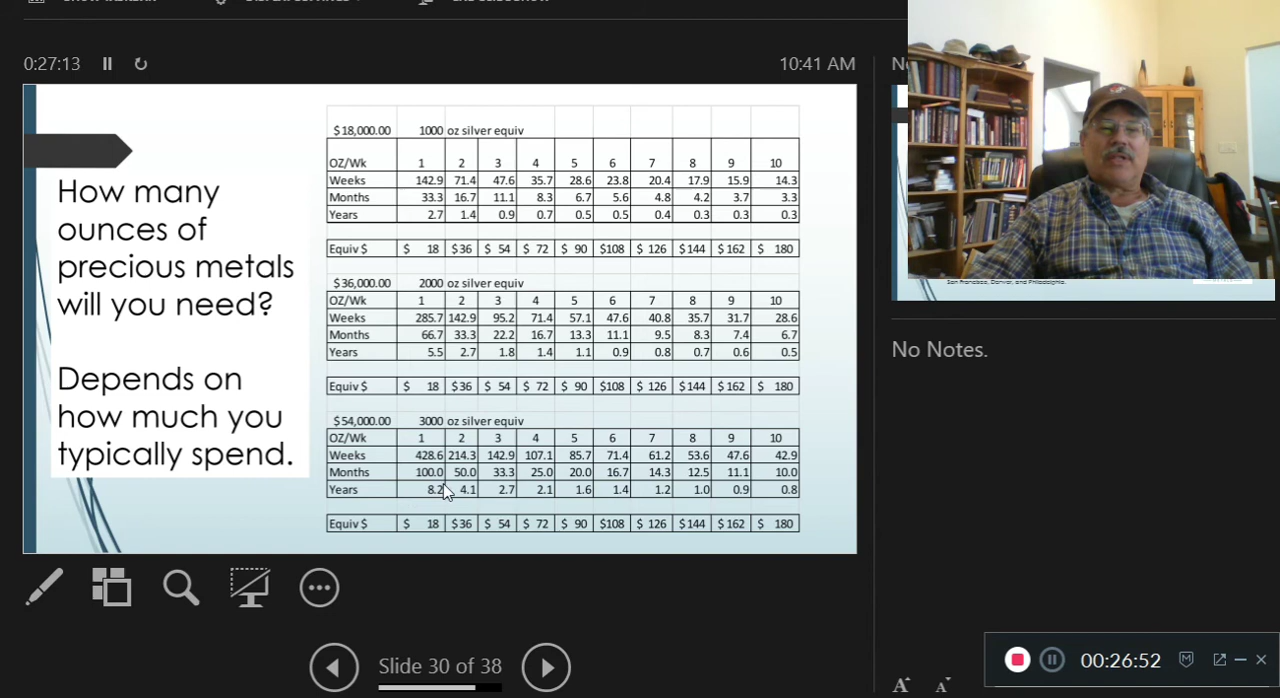 0:27:13
10:41 AM
How many
ounces of
precious metals
will you need?
Depends on
how much you
typically spend.
$18,000.00 1000 oz silver equiv
OZ/Wk 1 2 3 4 5 6 7 8 9 10
Weeks 142.9 71.4 47.6 35.7 28.6 23.8 20.4 17.9 15.9 14.3
Months 33.3 16.7 11.1 8.3 6.7 5.6 4.8 4.2 3.7 3.3
Years 2.7 1.4 0.9 0.7 0.5 0.5 0.4 0.3 0.3 0.3
Equiv $ $ 18 $36 $ 54 $ 72 $ 90 $108 $ 126 $144 $ 162 $ 180
$36,000.00 2000 oz silver equiv
OZ/Wk 1 2 3 4 5 6 7 8 9 10
Weeks 285.7 142.9 95.2 71.4 57.1 47.6 40.8 35.7 31.7 28.6
Months 66.7 33.3 22.2 16.7 13.3 11.1 9.5 8.3 7.4 6.7
Years 5.5 2.7 1.8 1.4 1.1 0.9 0.8 0.7 0.6 0.5
Equiv $ $ 18 $36 $ 54 $ 72 $ 90 $108 $ 126 $144 $ 162 $ 180
$54,000.00 3000 oz silver equiv
OZ/Wk 1 2 3 4 5 6 7 8 9 10
Weeks 428.6 214.3 142.9 107.1 85.7 71.4 61.2 53.6 47.6 42.9
Months 100.0 50.0 33.3 25.0 20.0 16.7 14.3 12.5 11.1 10.0
Years 8.2 4.1 2.7 2.1 1.6 1.4 1.2 1.0 0.9 0.8
Equiv $ $ 18 $36 $ 54 $ 72 $ 90 $108 $ 126 $144 $ 162 $ 180
San Francisco, Denver, and Philadelphia.
No Notes.
Slide 30 of 38
00:26:52
A A